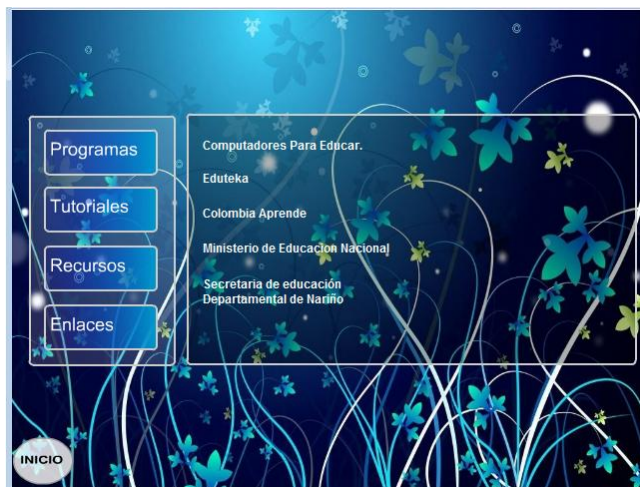 Programas
Tutoriales
Recursos
Enlaces
Computadores Para Educar.
Eduteka
Colombia Aprende
Ministerio de Educacion Nacional
Secretaria de educación
Departamental de Nariño
INICIO